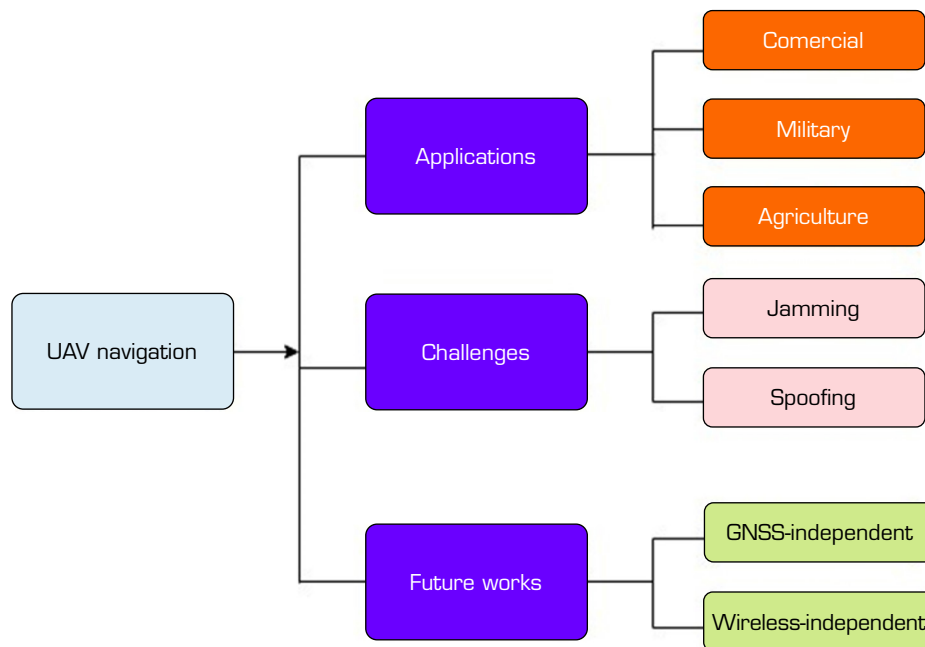 UAV navigation
Applications
Comercial
Military
Agriculture
Challenges
Jamming
Spoofing
Future works
GNSS-independent
Wireless-independent